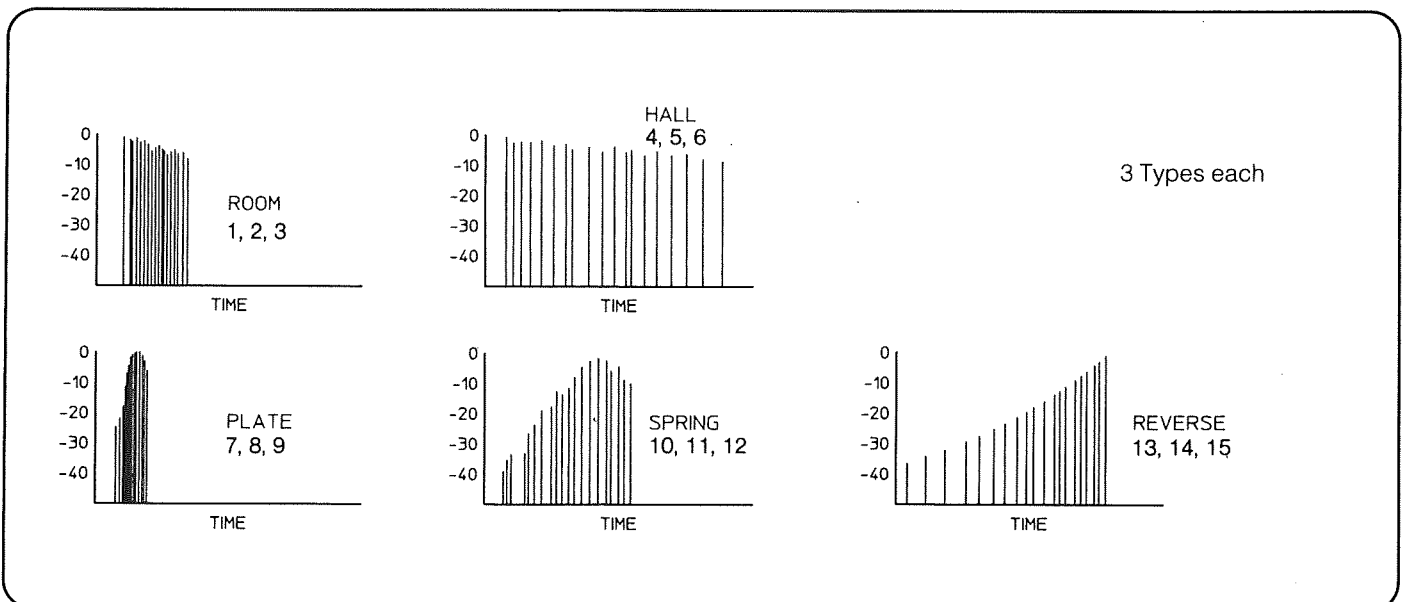 HALL
4, 5, 6
0
-10
-20
-30
-40
ROOM
1, 2, 3
TIME
0
-10
-20
-30
-40
TIME
3 Types each
0
-10
-20
-30
-40
PLATE
7, 8, 9
TIME
0
-10
-20
-30
-40
SPRING
10, 11, 12
TIME
0
-10
-20
-30
-40
REVERSE
13, 14, 15
TIME